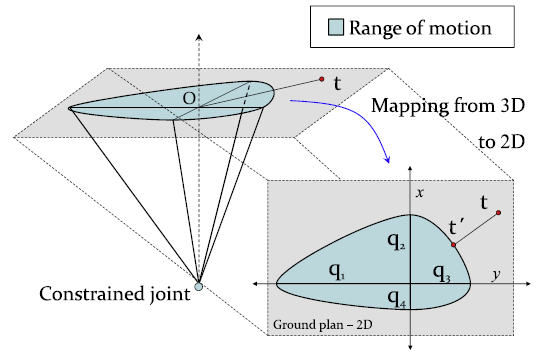 Range of motion
O
t
Mapping from 3D
to 2D
x
t
t′
q₂
q₁
q₃
y
q₄
Constrained joint
Ground plan – 2D